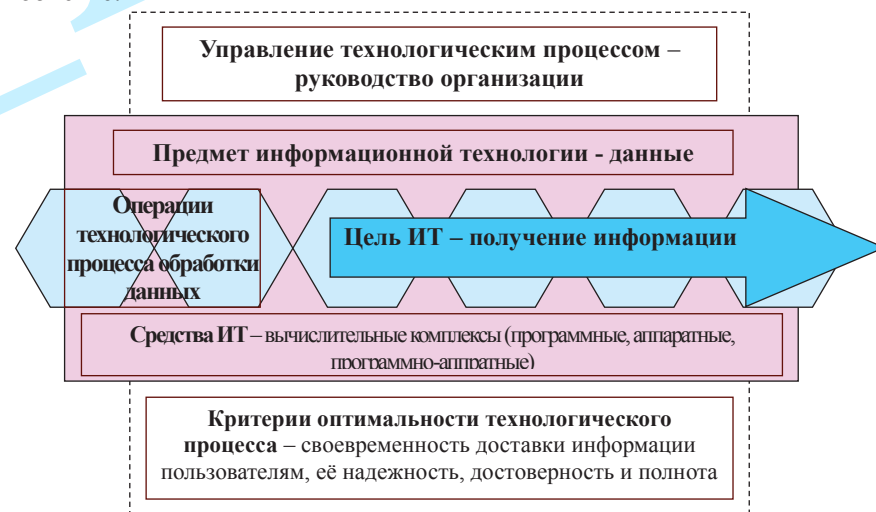 Управление технологическим процессом –
руководство организации
Предмет информационной технологии - данные
Операции
технологического
процесса обработки
данных
Цель ИТ – получение информации
Средства ИТ – вычислительные комплексы (программные, аппаратные,
программно-аппратные)
Критерии оптимальности технологического
процесса – своевременность доставки информации
пользователям, её надежность, достоверность и полнота